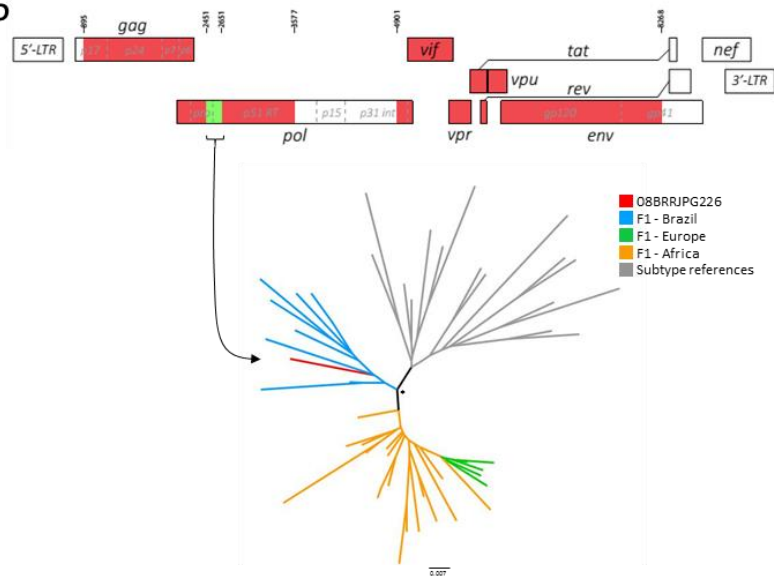 -895
-2451
-2651
-3577
-4901
-8268
gag
5'-LTR
p17
p24
vif
tat
nef
vpu
rev
3'-LTR
p51 RT
p15
p31 int
gp120
gp41
pol
vpr
env
08BRRJPG226
F1 - Brazil
F1 - Europe
F1 - Africa
Subtype references
0.007